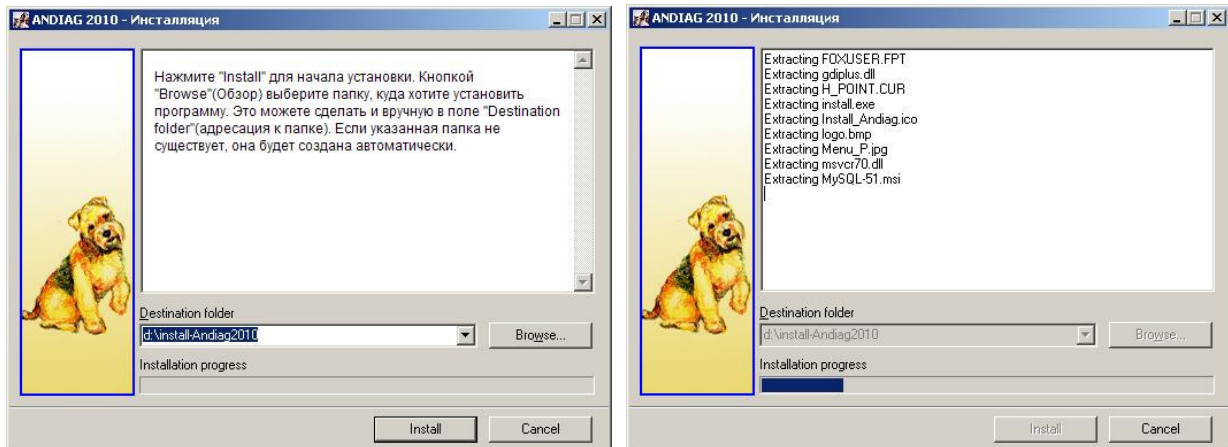 ANDIAG 2010 - Инсталляция
Нажмите "Install" для начала установки. Кнопкой
"Browse"(Обзор) выберите папку, куда хотите установить
программу. Это можете сделать и вручную в поле "Destination
folder"(адресация к папке). Если указанная папка не
существует, она будет создана автоматически.
Destination folder
d:\install-Andiag2010
Browse...
Installation progress
Install
Cancel
ANDIAG 2010 - Инсталляция
Extracting FOXUSER.FPT
Extracting gdiplus.dll
Extracting H_POINT.CUR
Extracting install.exe
Extracting Install_Andiag.ico
Extracting logo.bmp
Extracting Menu_P.jpg
Extracting msvcr70.dll
Extracting MySQL-51.msi
Destination folder
d:\install-Andiag2010
Browse...
Installation progress
Install
Cancel